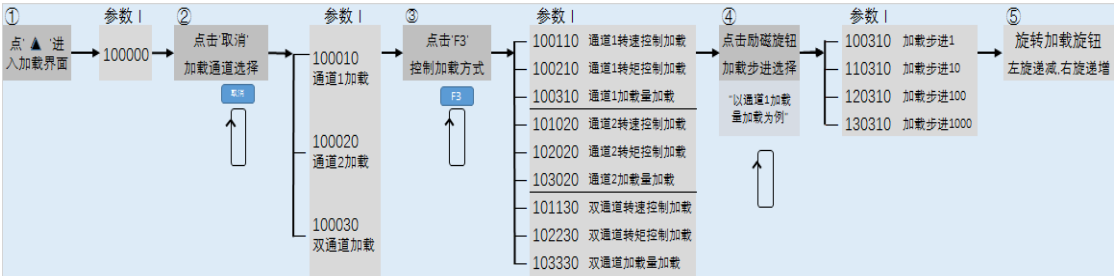 ①
点' ▲ '进
入加载界面
参数 I
100000
②
点击'取消'
加载通道选择
取消
参数 I
100010
通道1加载
100020
通道2加载
100030
双通道加载
③
点击'F3'
控制加载方式
F3
参数 I
100110 通道1转速控制加载
100210 通道1转矩控制加载
100310 通道1加载量加载
101020 通道2转速控制加载
102020 通道2转矩控制加载
103020 通道2加载量加载
101130 双通道转速控制加载
102230 双通道转矩控制加载
103330 双通道加载量加载
④
点击励磁旋钮
加载步进选择
"以通道1加载
量加载为例"
参数 I
100310 加载步进1
110310 加载步进10
120310 加载步进100
130310 加载步进1000
⑤
旋转加载旋钮
左旋递减,右旋递增